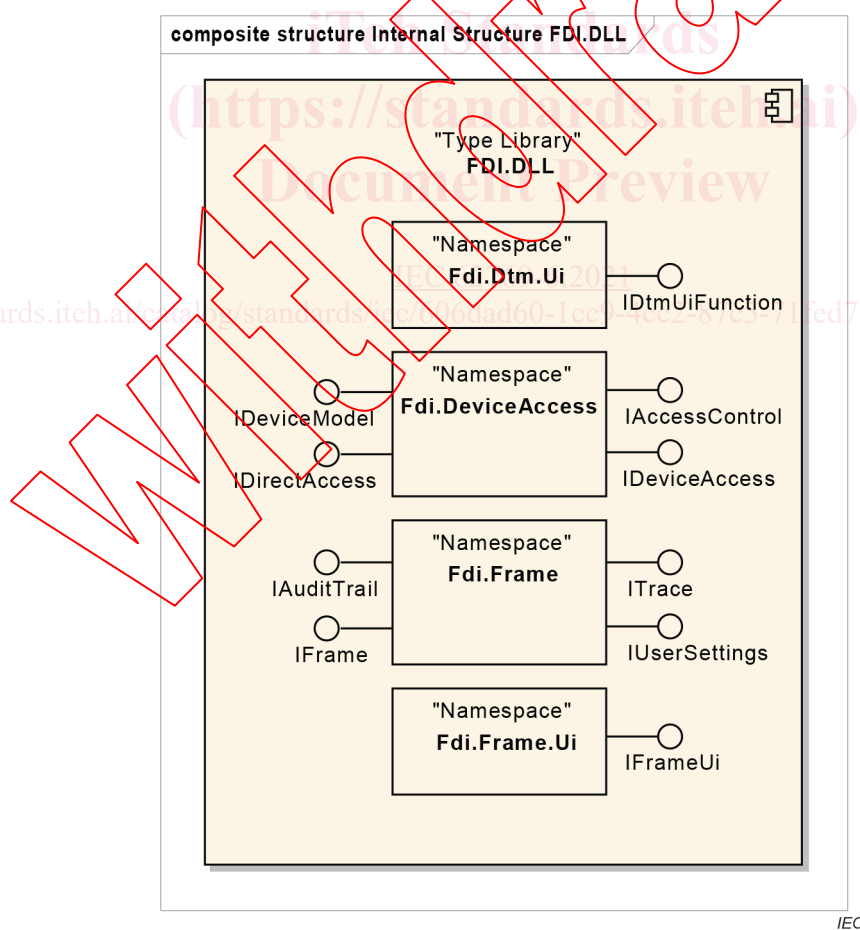 composite structure Internal Structure FDI.DLL
iTeh Standards
(https://standards.iteh.ai)
Document Preview
"Type Library"
FDI.DLL
"Namespace"
Fdi.Dtm.Ui
IDtmUiFunction
"Namespace"
Fdi.DeviceAccess
IDeviceModel
IAccessControl
IDirectAccess
IDeviceAccess
"Namespace"
Fdi.Frame
IAuditTrail
ITrace
IFrame
IUserSettings
"Namespace"
Fdi.Frame.Ui
IFrameUi
IEC